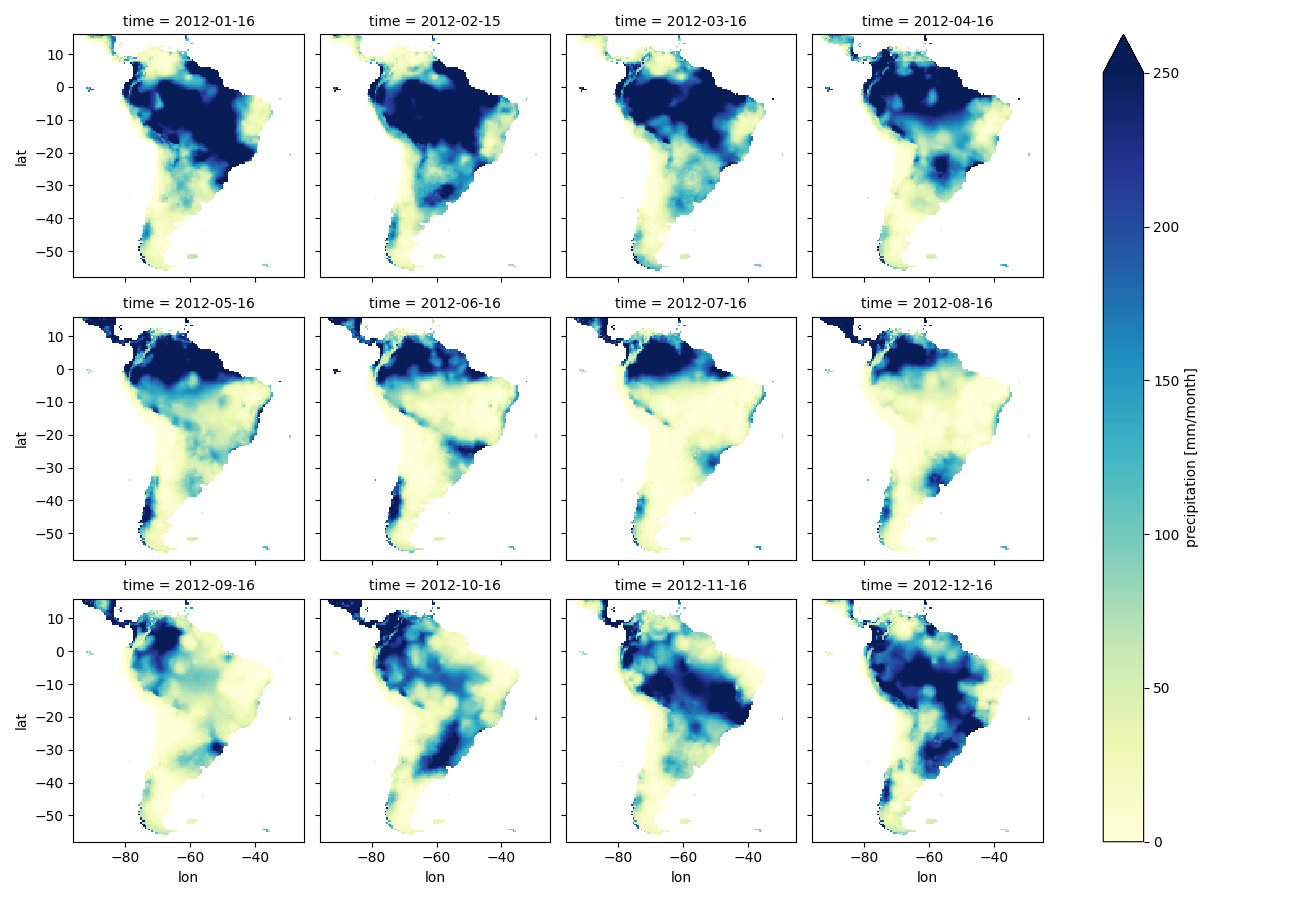 time = 2012-01-16
time = 2012-02-15
time = 2012-03-16
time = 2012-04-16
10
0
−10
−20
−30
−40
−50
lat
time = 2012-05-16
time = 2012-06-16
time = 2012-07-16
time = 2012-08-16
10
0
−10
−20
−30
−40
−50
lat
time = 2012-09-16
time = 2012-10-16
time = 2012-11-16
time = 2012-12-16
10
0
−10
−20
−30
−40
−50
lat
−80 −60 −40
lon
−80 −60 −40
lon
−80 −60 −40
lon
−80 −60 −40
lon
250
200
150
100
50
0
precipitation [mm/month]